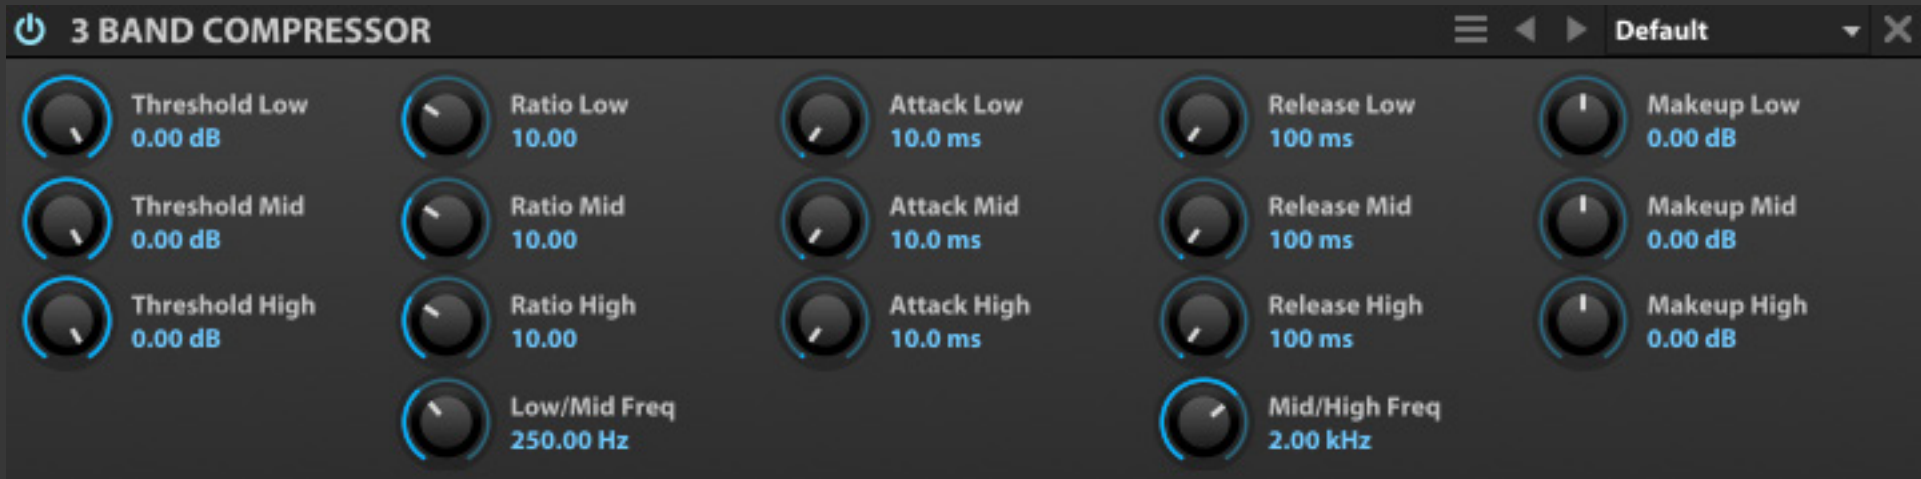 3 BAND COMPRESSOR
Default
Threshold Low
0.00 dB
Ratio Low
10.00
Attack Low
10.0 ms
Release Low
100 ms
Makeup Low
0.00 dB
Threshold Mid
0.00 dB
Ratio Mid
10.00
Attack Mid
10.0 ms
Release Mid
100 ms
Makeup Mid
0.00 dB
Threshold High
0.00 dB
Ratio High
10.00
Attack High
10.0 ms
Release High
100 ms
Makeup High
0.00 dB
Low/Mid Freq
250.00 Hz
Mid/High Freq
2.00 kHz